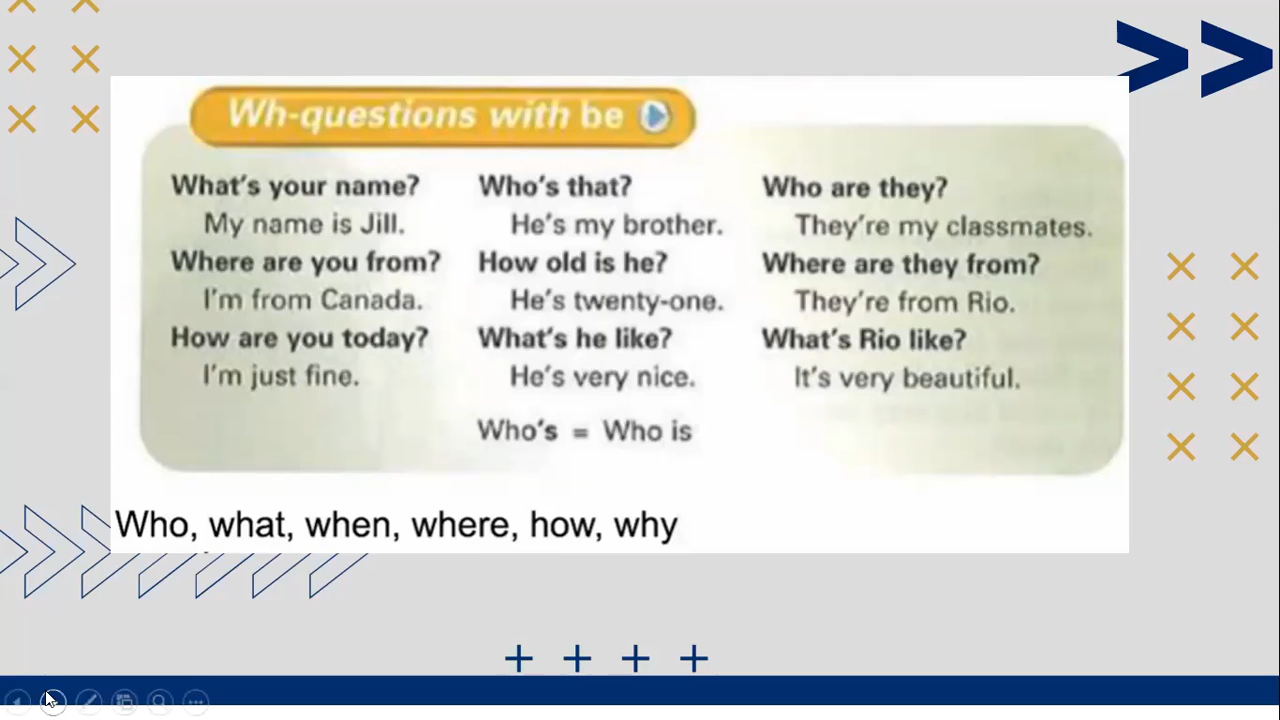 Wh-questions with be
What's your name?
My name is Jill.
Where are you from?
I'm from Canada.
How are you today?
I'm just fine.
Who's that?
He's my brother.
How old is he?
He's twenty-one.
What's he like?
He's very nice.
Who's = Who is
Who are they?
They're my classmates.
Where are they from?
They're from Rio.
What's Rio like?
It's very beautiful.
Who, what, when, where, how, why